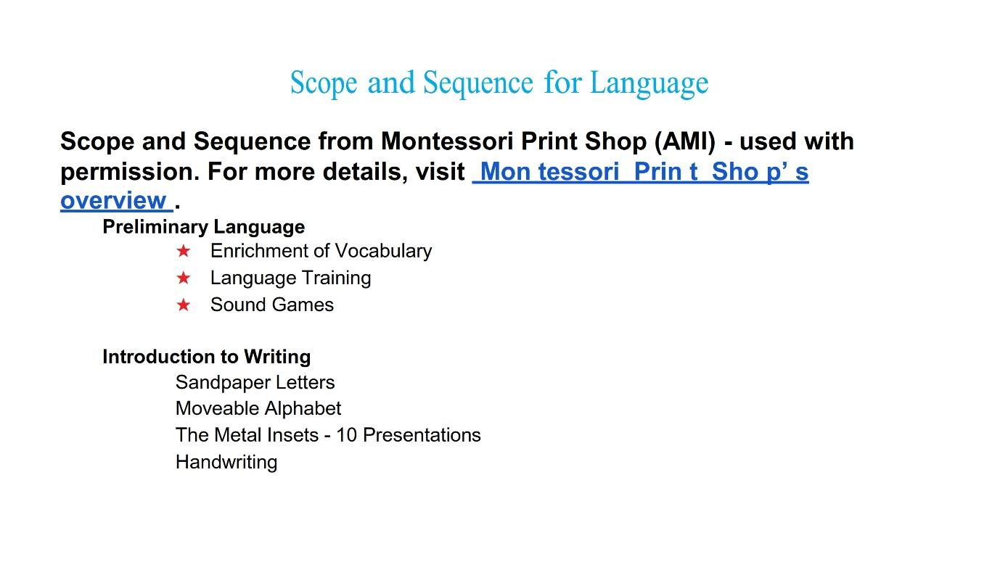 Scope and Sequence for Language
Scope and Sequence from Montessori Print Shop (AMI) - used with
permission. For more details, visit  Mon tessori  Prin t  Sho p’ s
overview .
Preliminary Language
★ Enrichment of Vocabulary
★ Language Training
★ Sound Games
Introduction to Writing
Sandpaper Letters
Moveable Alphabet
The Metal Insets - 10 Presentations
Handwriting